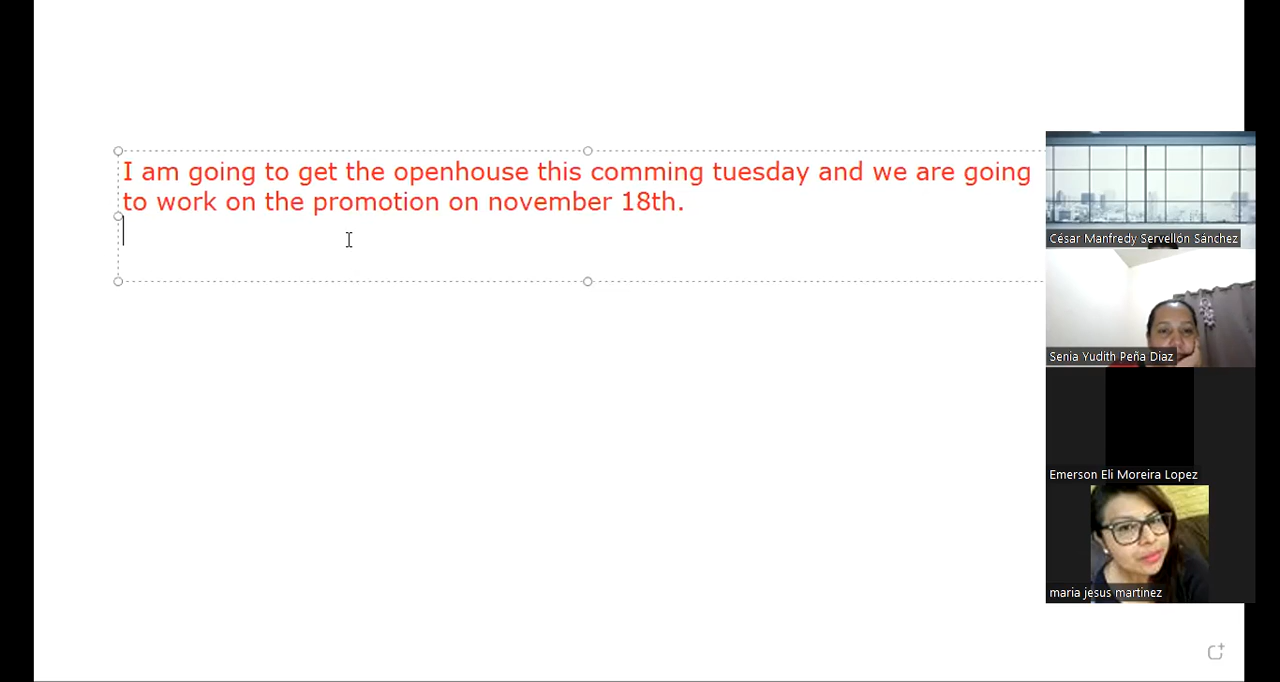 I am going to get the openhouse this comming tuesday and we are going
to work on the promotion on november 18th.
César Manfredy Servellón Sánchez
Senia Yudith Peña Diaz
Emerson Eli Moreira Lopez
maria jesus martinez